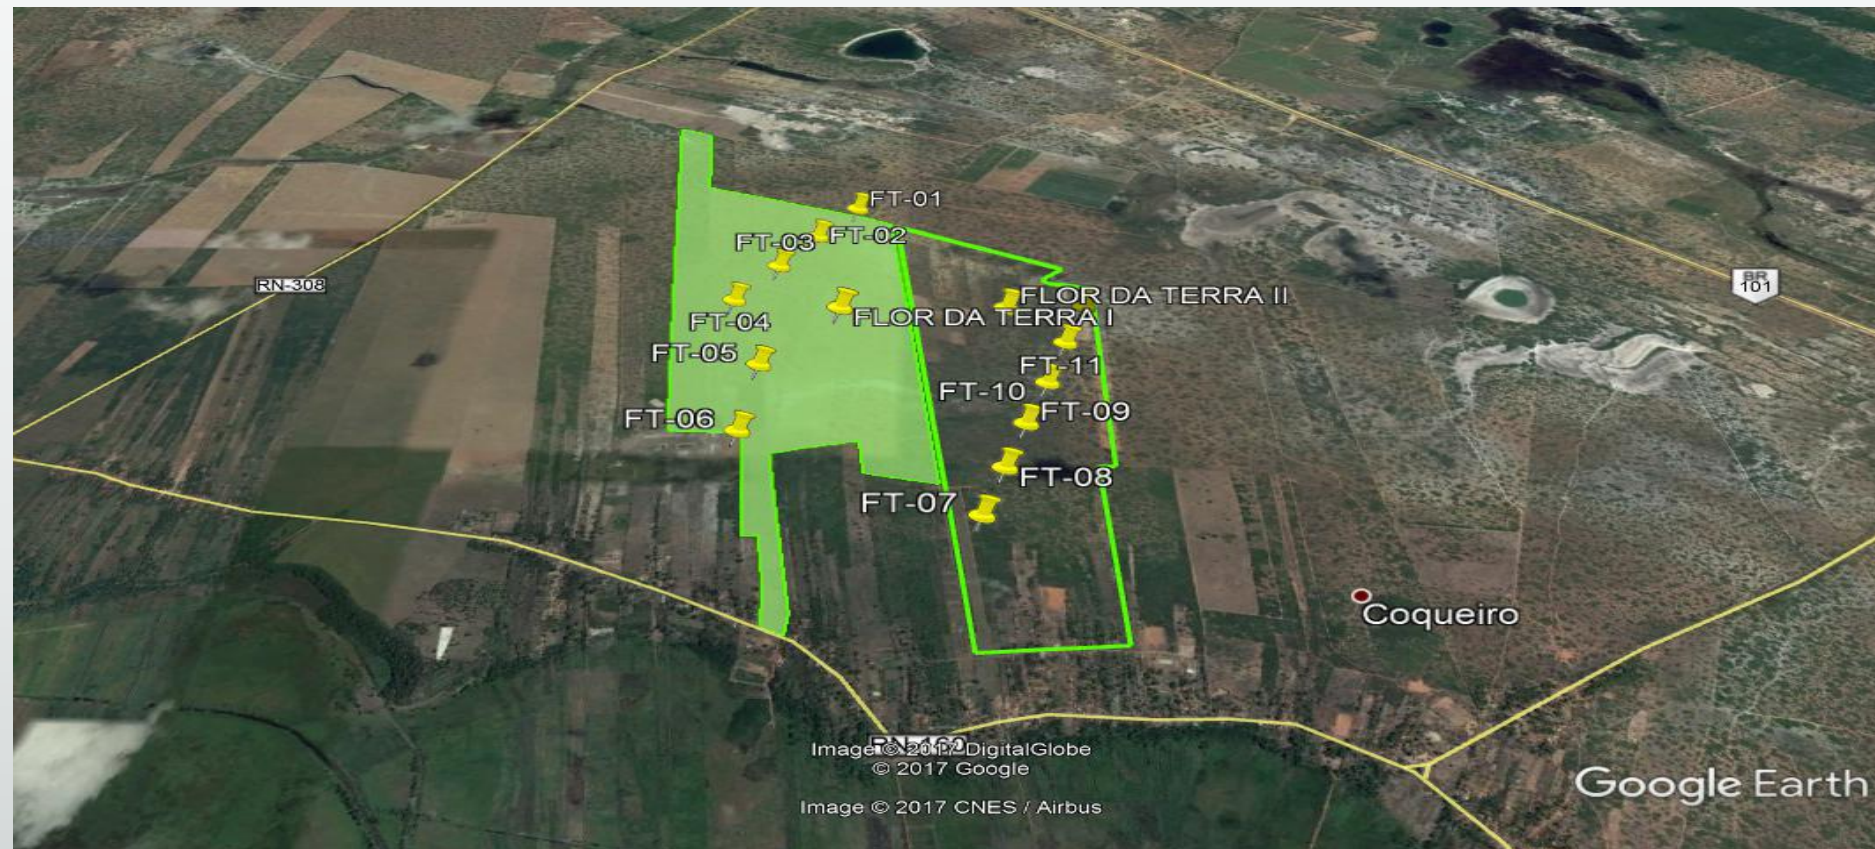 FT-01
FT-02
FT-03
RN-308
BR
101
FLOR DA TERRA II
FT-04
FLOR DA TERRA I
FT-05
FT-11
FT-10
FT-09
FT-06
FT-08
FT-07
Coqueiro
RN-160
Image © 2017 DigitalGlobe
© 2017 Google
Image © 2017 CNES / Airbus
Google Earth